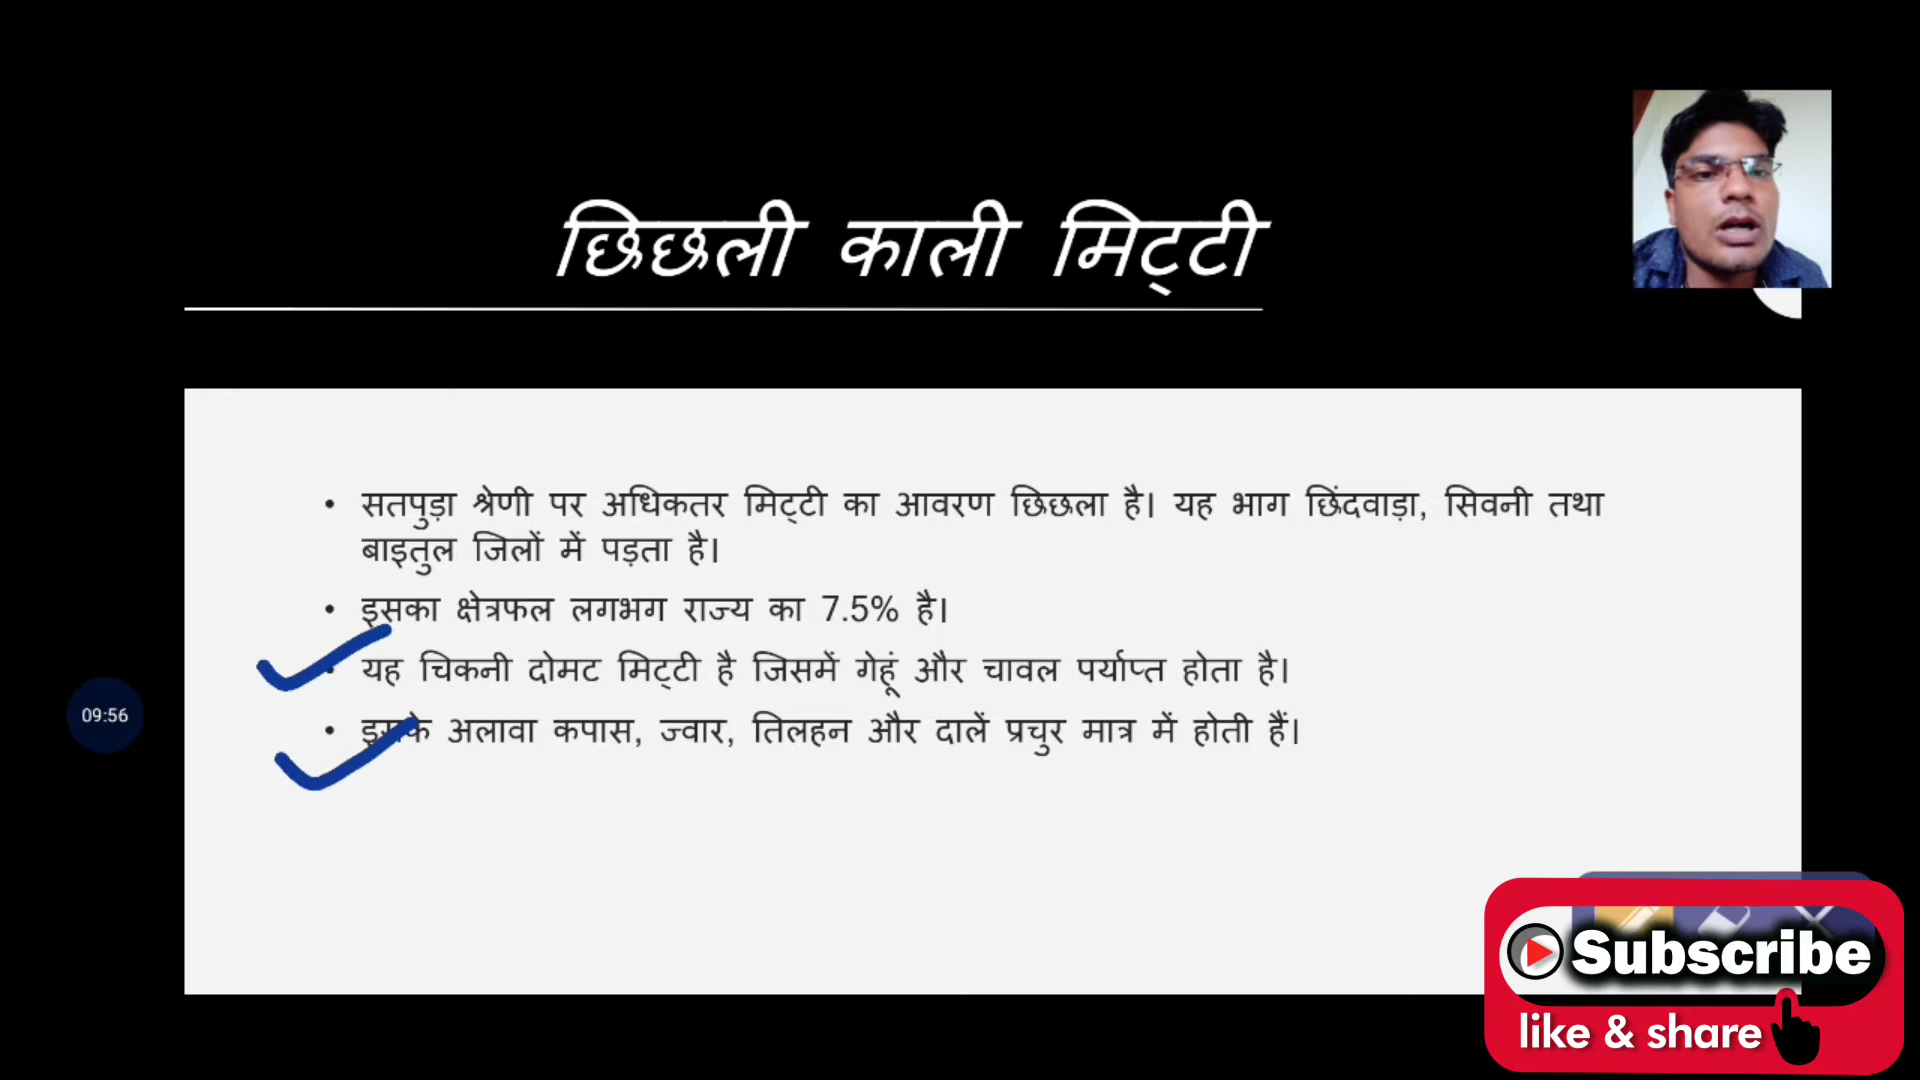 छिछली काली मिट्टी
• सतपुड़ा श्रेणी पर अधिकतर मिट्टी का आवरण छिछला है। यह भाग छिंदवाड़ा, सिवनी तथा
बाइतुल जिलों में पड़ता है।
• इसका क्षेत्रफल लगभग राज्य का 7.5% है।
• यह चिकनी दोमट मिट्टी है जिसमें गेहूं और चावल पर्याप्त होता है।
• इसके अलावा कपास, ज्वार, तिलहन और दालें प्रचुर मात्र में होती हैं।
09:56
Subscribe
like & share